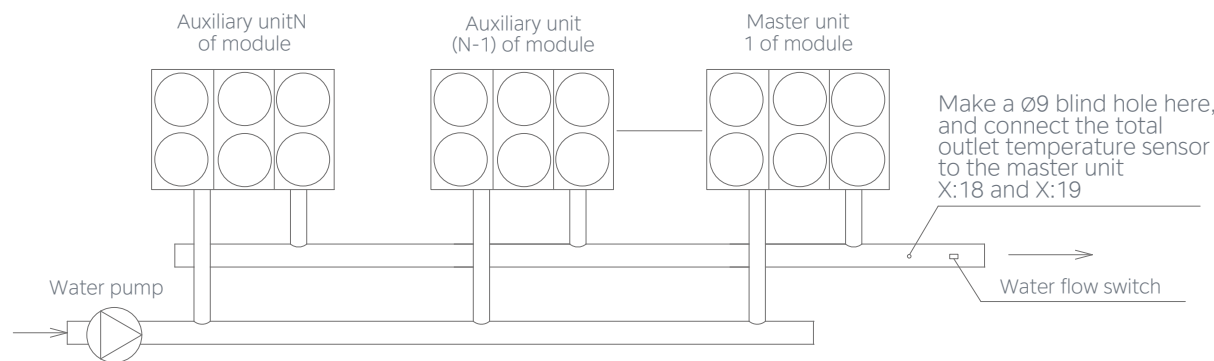 Auxiliary unitN
of module
Auxiliary unit
(N-1) of module
Master unit
1 of module
Make a Ø9 blind hole here,
and connect the total
outlet temperature sensor
to the master unit
X:18 and X:19
Water pump
Water flow switch